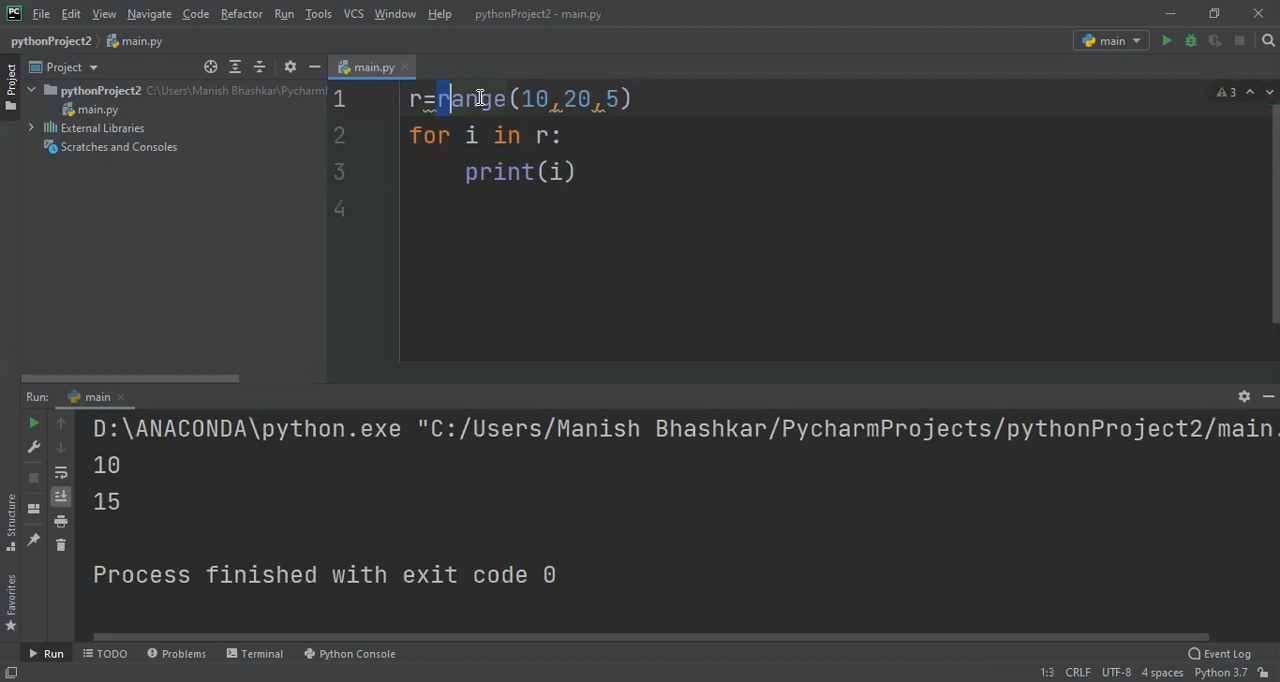 PC File Edit View Navigate Code Refactor Run Tools VCS Window Help pythonProject2 - main.py
pythonProject2 main.py main
Project Project main.py
pythonProject2 C:\Users\Manish Bhashkar\Pycharm
main.py
External Libraries
Scratches and Consoles
1 r=range(10,20,5) 3
2 for i in r:
3 print(i)
4
Run: main
D:\ANACONDA\python.exe "C:/Users/Manish Bhashkar/PycharmProjects/pythonProject2/main.
10
15
Process finished with exit code 0
Structure
Favorites
Run TODO Problems Terminal Python Console Event Log
1:3 CRLF UTF-8 4 spaces Python 3.7